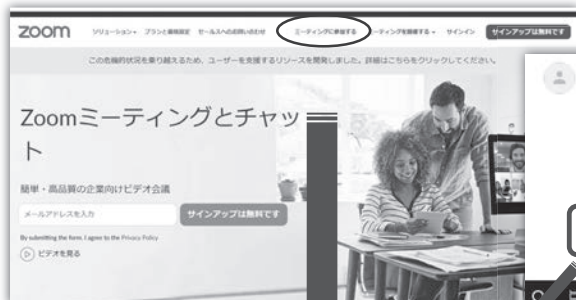 zoom ソリューション プランと価格設定 セールスへのお問い合わせ ミーティングに参加する ミーティングを開催する サインイン サインアップは無料です
この危機的状況を乗り越えるため、ユーザーを支援するリソースを開発しました。詳細はこちらをクリックしてください。
Zoomミーティングとチャッ
ト
簡単・高品質の企業向けビデオ会議
メールアドレスを入力 サインアップは無料です
By submitting the form, I agree to the Privacy Policy
ビデオを見る